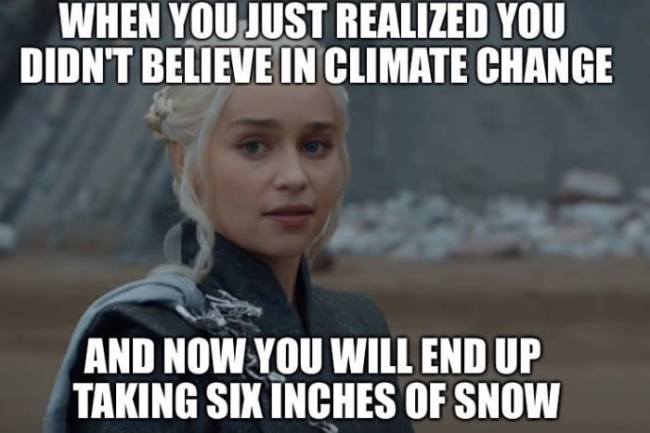 WHEN YOU JUST REALIZED YOU
DIDN'T BELIEVE IN CLIMATE CHANGE
AND NOW YOU WILL END UP
TAKING SIX INCHES OF SNOW